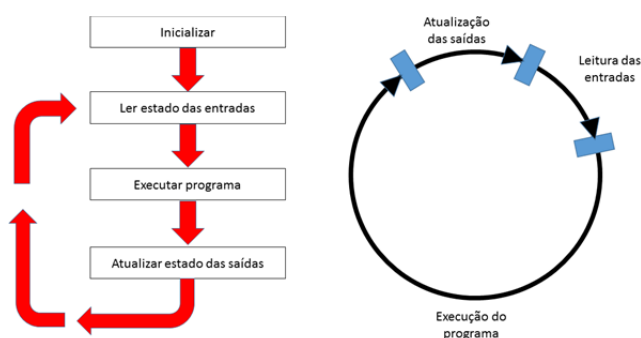 Inicializar
Ler estado das entradas
Executar programa
Atualizar estado das saídas
Atualização
das saídas
Leitura das
entradas
Execução do
programa